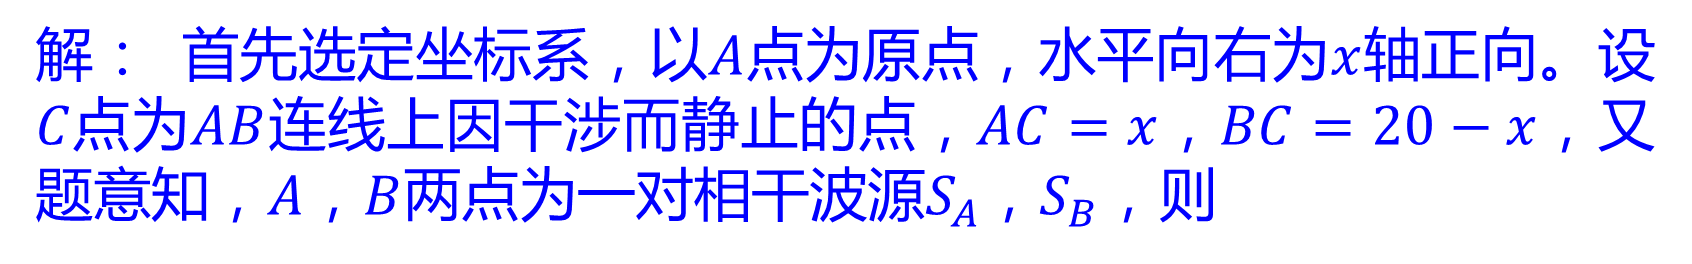 解： 首先选定坐标系，以A点为原点，水平向右为x轴正向。设
C点为AB连线上因干涉而静止的点，AC = x，BC = 20 − x，又
题意知，A，B两点为一对相干波源S_A，S_B，则